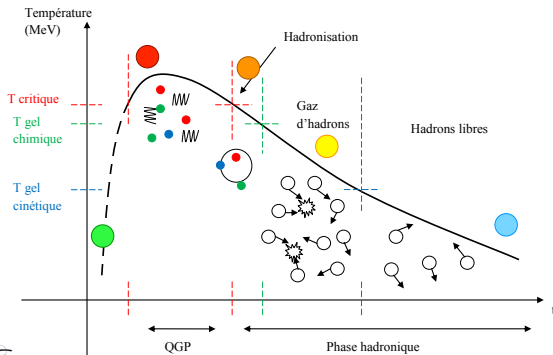 Température
(MeV)
Hadronisation
T critique
T gel
chimique
Gaz
d’hadrons
Hadrons libres
T gel
cinétique
t
QGP
Phase hadronique